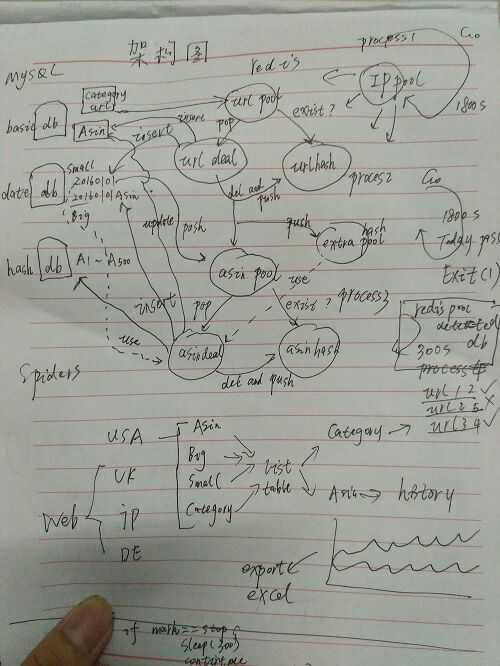 架构图
process1
Go
MySQL
redis
category
url
url pool
IP pool
1800s
basic db
Asin
insert
insert
pop
exist?
small
url deal
urlhash
process2
Go
date db
20160101
20160101Asin
Big
del and
push
1800s
update
push
push
extra pool
hash
Today pass
hash db
A1~A500
asin pool
use
Exit(1)
insert
pop
exist?
process3
redis pool
use
db
300s
asindeal
asinhash
process4
Spiders
del and push
url 1 2 ✓
url 2 2 ×
url 3 4 ✓
USA
Asin
Category
Big
UK
Small
list
table
Asin
history
Web
Category
jp
DE
export
excel
if mark == stop
sleep(300)
continue